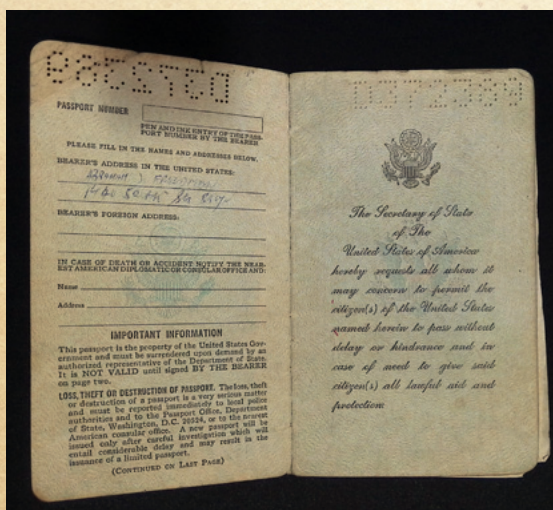 PASSPORT NUMBER
PEN AND INK ENTRY OF THE PASS-
PORT NUMBER BY THE BEARER
PLEASE FILL IN THE NAMES AND ADDRESSES BELOW.
BEARER'S ADDRESS IN THE UNITED STATES:
BEARER'S FOREIGN ADDRESS:
IN CASE OF DEATH OR ACCIDENT NOTIFY THE NEAR-
EST AMERICAN DIPLOMATIC OR CONSULAR OFFICE AND:
Name
Address
IMPORTANT INFORMATION
This passport is the property of the United States Gov-
ernment and must be surrendered upon demand by an
authorized representative of the Department of State.
It is NOT VALID until signed BY THE BEARER
on page two.
LOSS, THEFT OR DESTRUCTION OF PASSPORT. The loss, theft
or destruction of a passport is a very serious matter
and must be reported immediately to local police
authorities and to the Passport Office, Department
of State, Washington, D.C. 20524, or to the nearest
American consular office. A new passport will be
issued only after careful investigation which will
entail considerable delay and may result in the
issuance of a limited passport.
(CONTINUED ON LAST PAGE)
The Secretary of State
of The
United States of America
hereby requests all whom it
may concern to permit the
citizen(s) of the United States
named herein to pass without
delay or hindrance and in
case of need to give said
citizen(s) all lawful aid and
protection